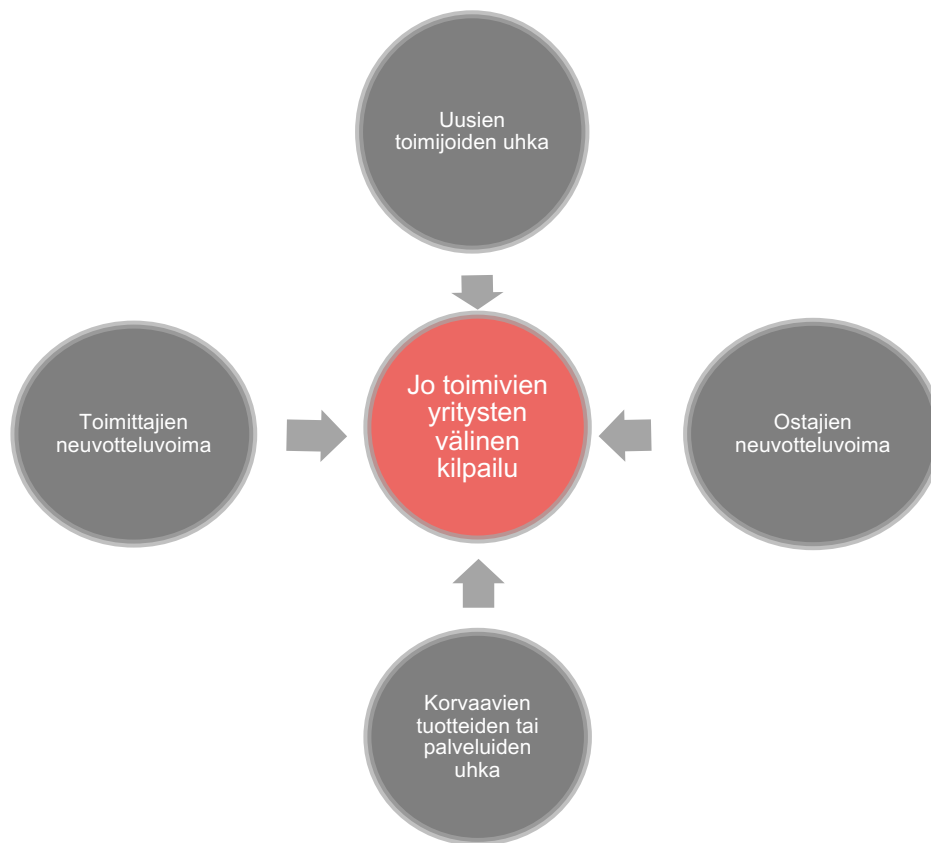 Uusien
toimijoiden uhka
Toimittajien
neuvotteluvoima
Jo toimivien
yritysten
välinen
kilpailu
Ostajien
neuvotteluvoima
Korvaavien
tuotteiden tai
palveluiden
uhka